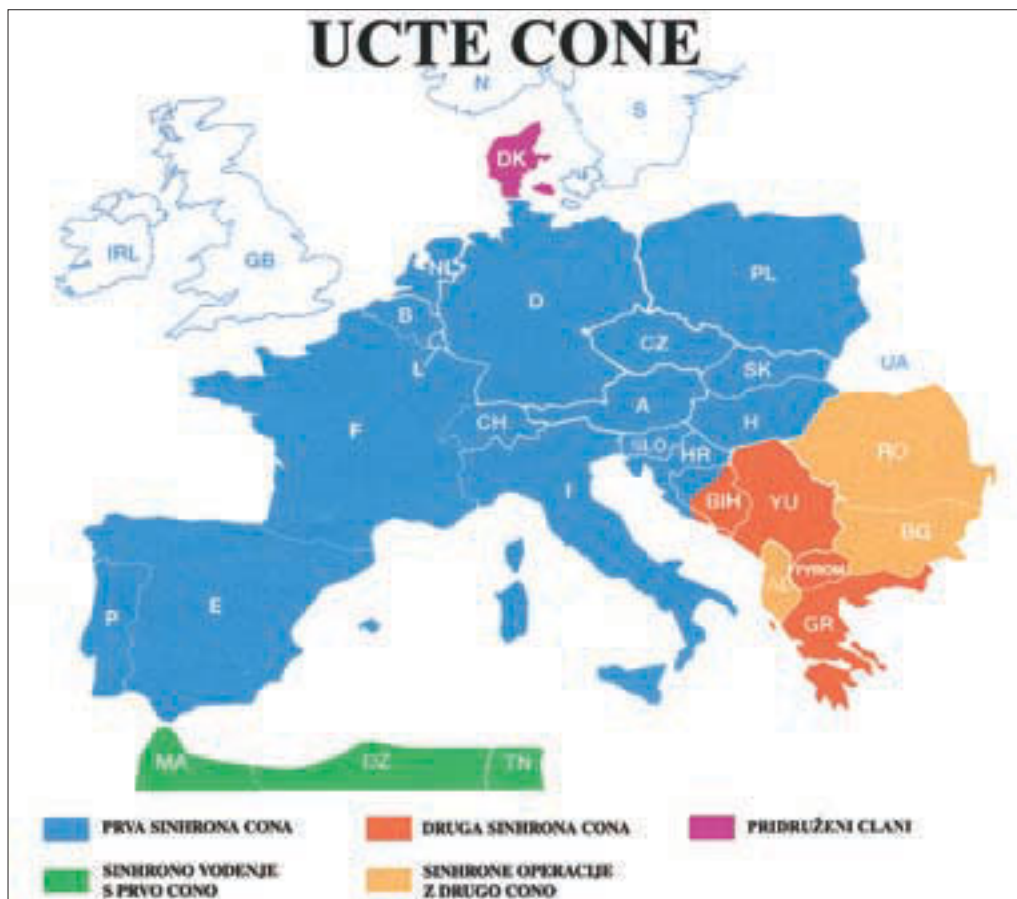 UCTE CONE
N
S
DK
IRL
GB
NL
PL
B
D
L
CZ
UA
SK
A
F
CH
H
SLO
HR
RO
I
BIH
YU
BG
AL
FYROM
P
E
GR
MA
DZ
TN
PRVA SINHRONA CONA
DRUGA SINHRONA CONA
PRIDRUŽENI CLANI
SINHRONO VODENJE
S PRVO CONO
SINHRONE OPERACIJE
Z DRUGO CONO